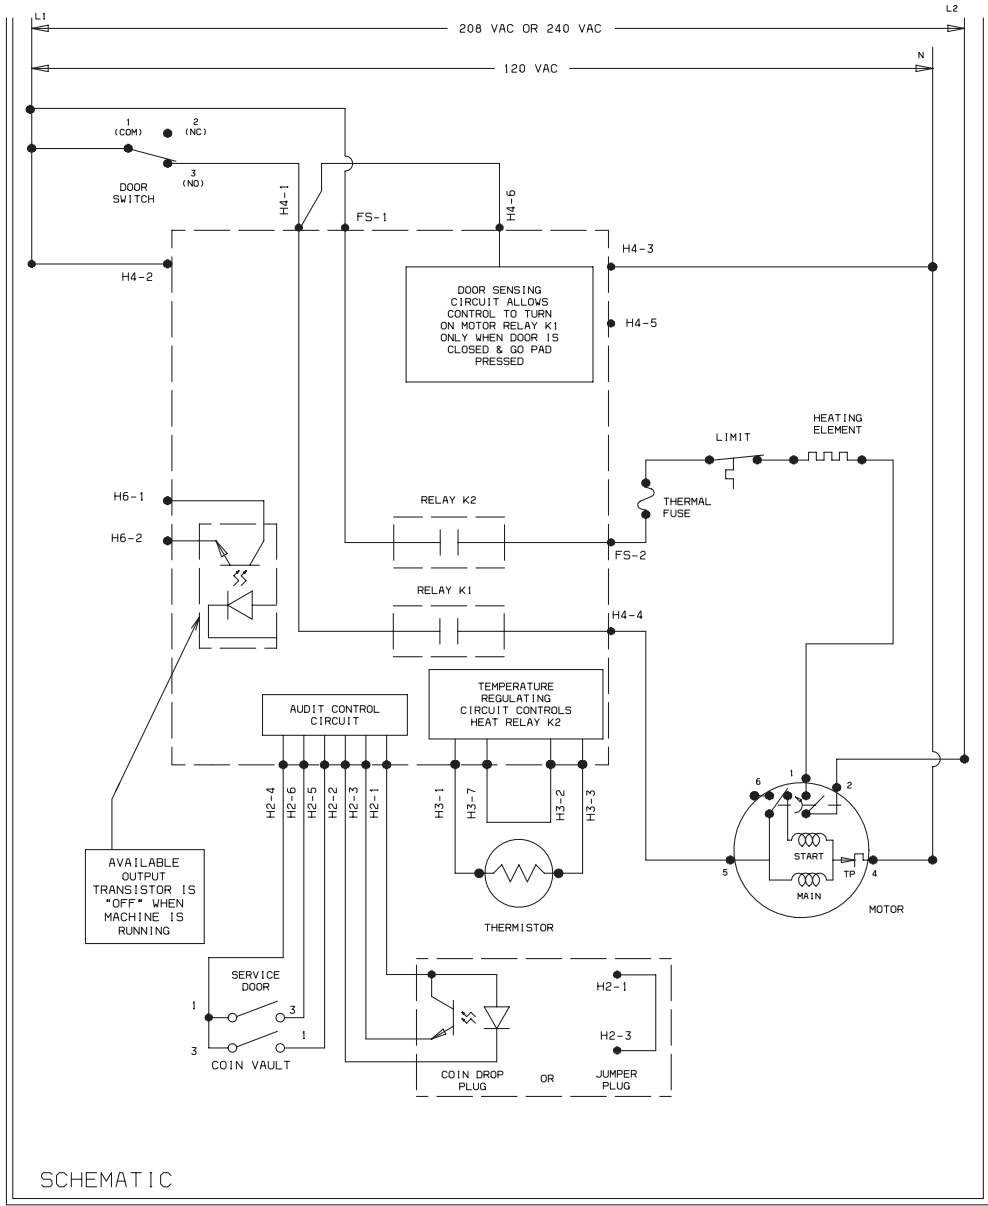 L1
L2
208 VAC OR 240 VAC
N
120 VAC
1
(COM)
2
(NC)
3
(NO)
DOOR
SWITCH
H4-1
FS-1
H4-6
H4-2
H4-3
DOOR SENSING
CIRCUIT ALLOWS
CONTROL TO TURN
ON MOTOR RELAY K1
ONLY WHEN DOOR IS
CLOSED & GO PAD
PRESSED
H4-5
LIMIT
HEATING
ELEMENT
H6-1
RELAY K2
THERMAL
FUSE
H6-2
FS-2
RELAY K1
H4-4
AUDIT CONTROL
CIRCUIT
TEMPERATURE
REGULATING
CIRCUIT CONTROLS
HEAT RELAY K2
H2-4
H2-6
H2-5
H2-2
H2-3
H2-1
H3-1
H3-7
H3-2
H3-3
6
1
2
START
5
TP
4
MAIN
MOTOR
AVAILABLE
OUTPUT
TRANSISTOR IS
"OFF" WHEN
MACHINE IS
RUNNING
THERMISTOR
SERVICE
DOOR
1
3
3
1
COIN VAULT
H2-1
H2-3
COIN DROP
PLUG
OR
JUMPER
PLUG
SCHEMATIC